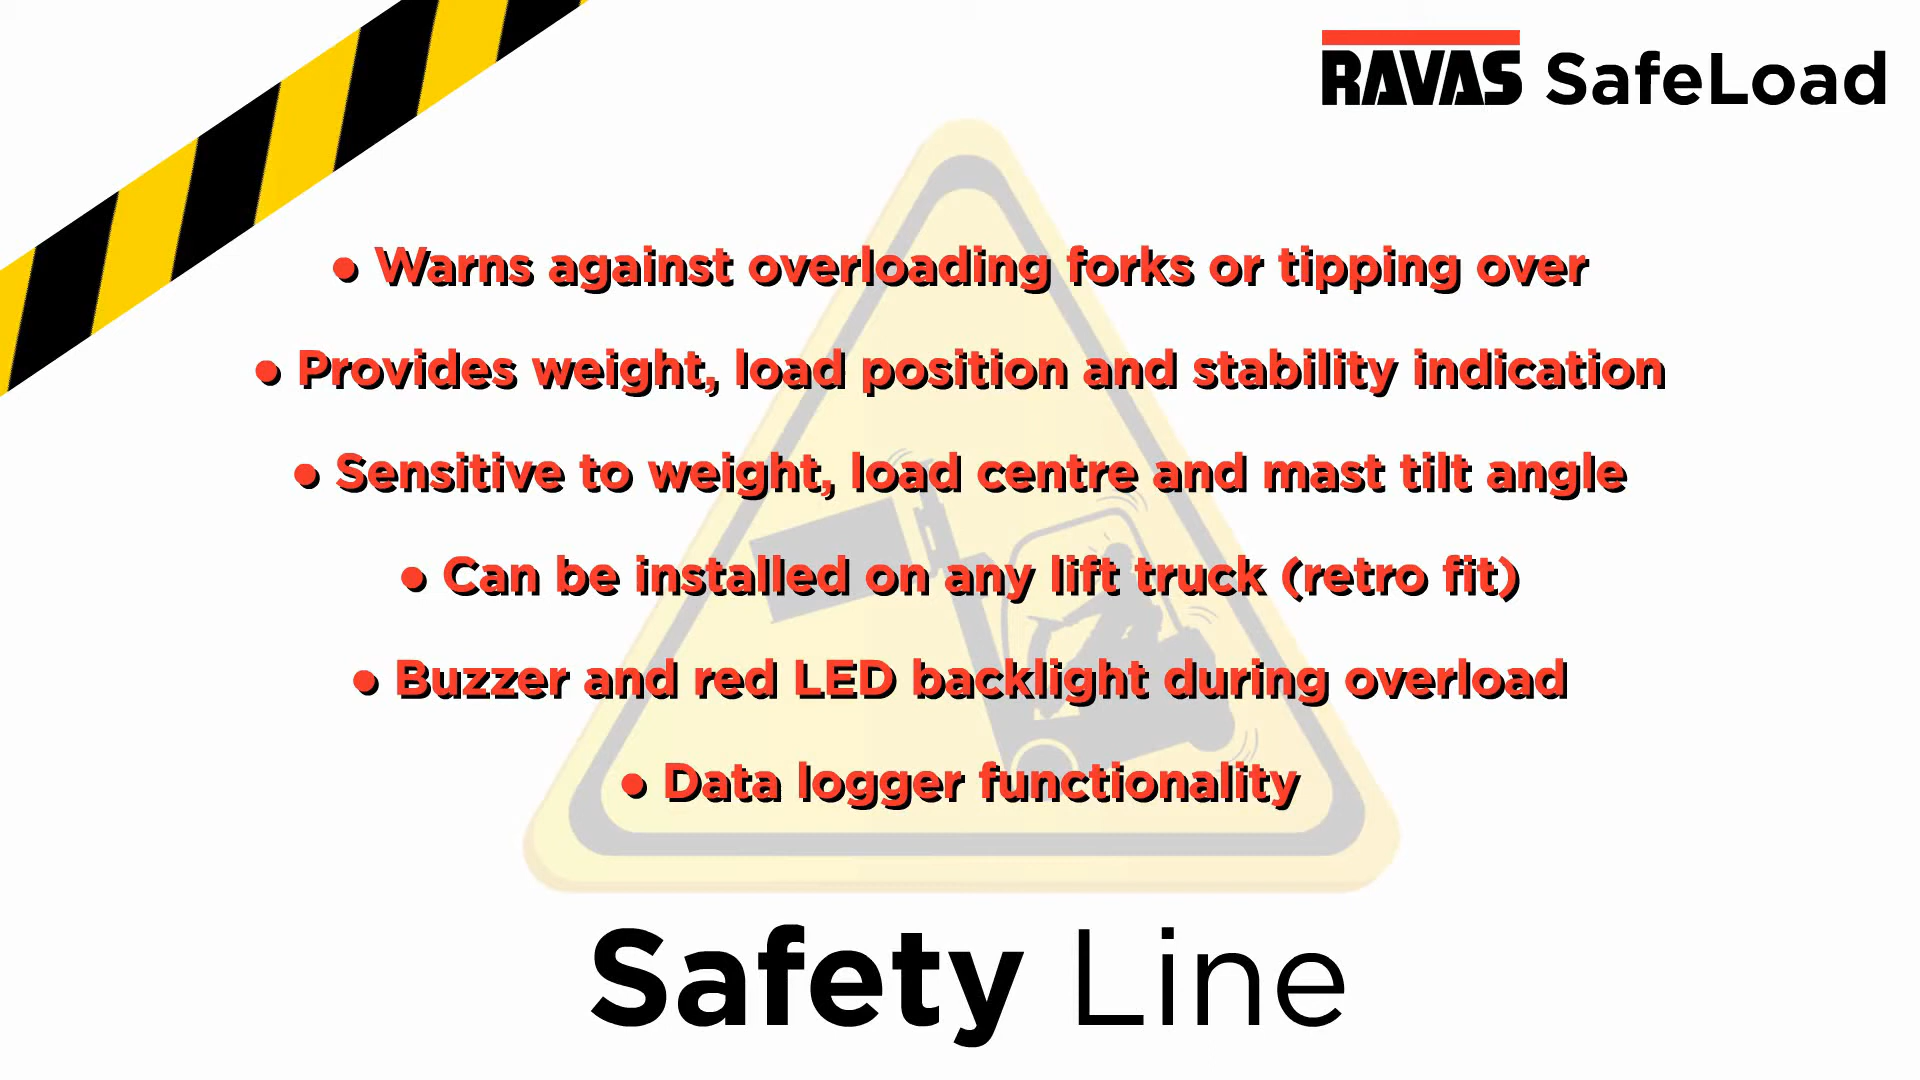 RAVAS SafeLoad
● Warns against overloading forks or tipping over
● Provides weight, load position and stability indication
● Sensitive to weight, load centre and mast tilt angle
● Can be installed on any lift truck (retro fit)
● Buzzer and red LED backlight during overload
● Data logger functionality
Safety Line